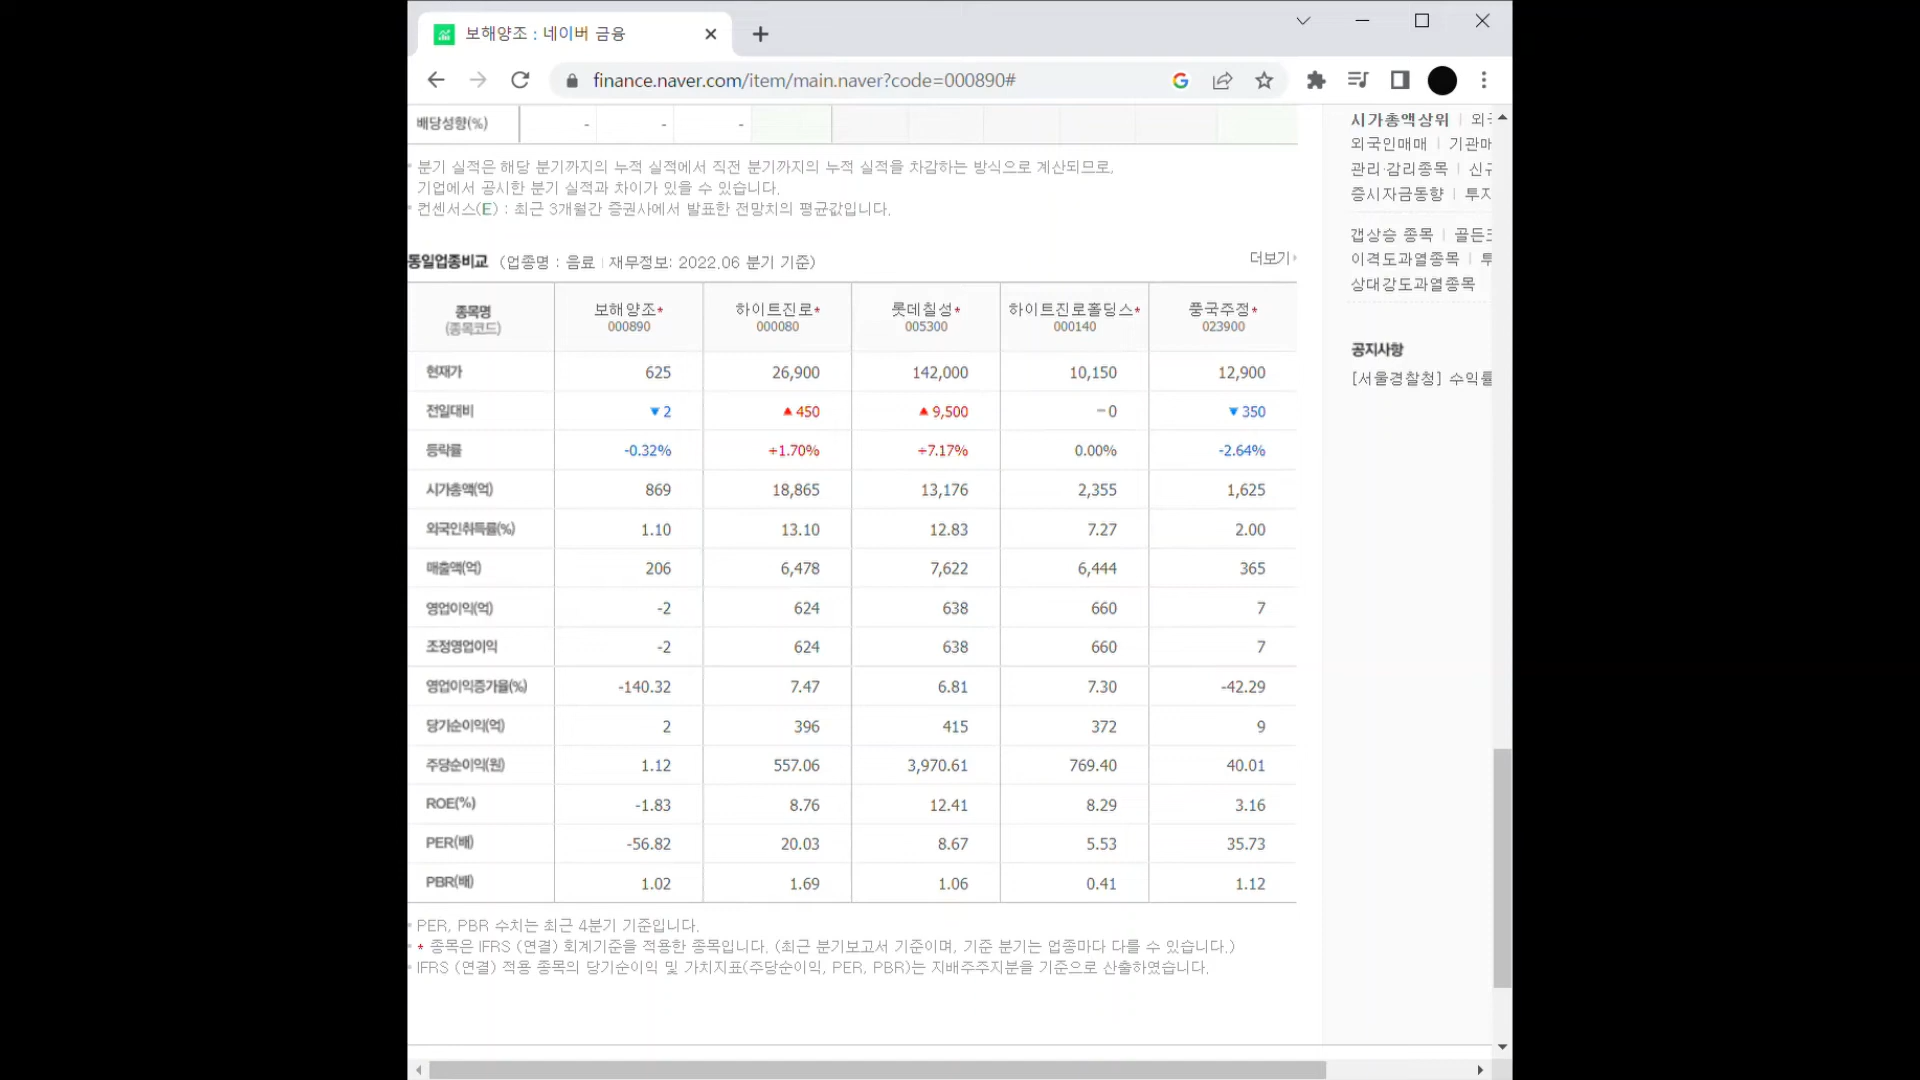 보해양조 : 네이버 금융
finance.naver.com/item/main.naver?code=000890#
배당성향(%) - - -
분기 실적은 해당 분기까지의 누적 실적에서 직전 분기까지의 누적 실적을 차감하는 방식으로 계산되므로,
기업에서 공시한 분기 실적과 차이가 있을 수 있습니다.
컨센서스(E) : 최근 3개월간 증권사에서 발표한 전망치의 평균값입니다.
동일업종비교 (업종명 : 음료 | 재무정보: 2022.06 분기 기준) 더보기
종목명 보해양조* 하이트진로* 롯데칠성* 하이트진로홀딩스* 풍국주정*
(종목코드) 000890 000080 005300 000140 023900
현재가 625 26,900 142,000 10,150 12,900
전일대비 ▼2 ▲450 ▲9,500 −0 ▼350
등락률 -0.32% +1.70% +7.17% 0.00% -2.64%
시가총액(억) 869 18,865 13,176 2,355 1,625
외국인취득률(%) 1.10 13.10 12.83 7.27 2.00
매출액(억) 206 6,478 7,622 6,444 365
영업이익(억) -2 624 638 660 7
조정영업이익 -2 624 638 660 7
영업이익증가율(%) -140.32 7.47 6.81 7.30 -42.29
당기순이익(억) 2 396 415 372 9
주당순이익(원) 1.12 557.06 3,970.61 769.40 40.01
ROE(%) -1.83 8.76 12.41 8.29 3.16
PER(배) -56.82 20.03 8.67 5.53 35.73
PBR(배) 1.02 1.69 1.06 0.41 1.12
PER, PBR 수치는 최근 4분기 기준입니다.
* 종목은 IFRS (연결) 회계기준을 적용한 종목입니다. (최근 분기보고서 기준이며, 기준 분기는 업종마다 다를 수 있습니다.)
IFRS (연결) 적용 종목의 당기순이익 및 가치지표(주당순이익, PER, PBR)는 지배주주지분을 기준으로 산출하였습니다.
시가총액상위 |
외국인매매 |
관리·감리종목 |
증시자금동향 |
갭상승 종목 |
이격도과열종목 |
상대강도과열종목
공지사항
[서울경찰청]